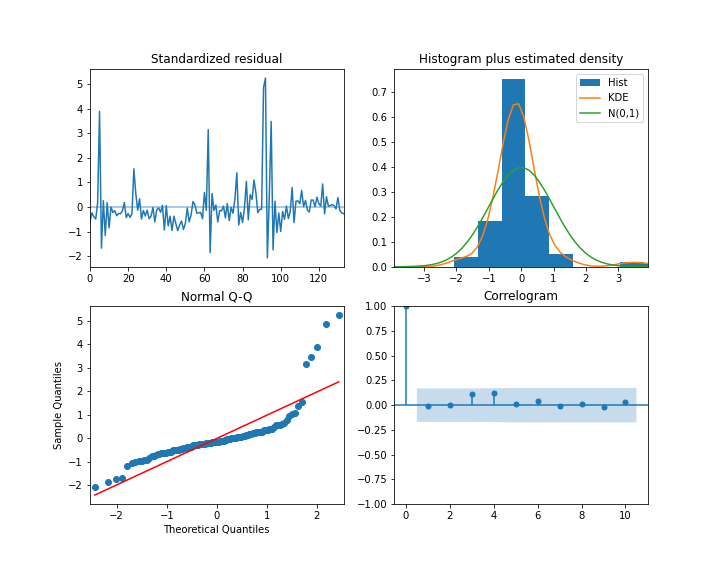 Standardized residual
5
4
3
2
1
0
−1
−2
0 20 40 60 80 100 120
Histogram plus estimated density
Hist
KDE
N(0,1)
0.7
0.6
0.5
0.4
0.3
0.2
0.1
0.0
−3 −2 −1 0 1 2 3
Normal Q-Q
Sample Quantiles
5
4
3
2
1
0
−1
−2
−2 −1 0 1 2
Theoretical Quantiles
Correlogram
1.00
0.75
0.50
0.25
0.00
−0.25
−0.50
−0.75
−1.00
0 2 4 6 8 10